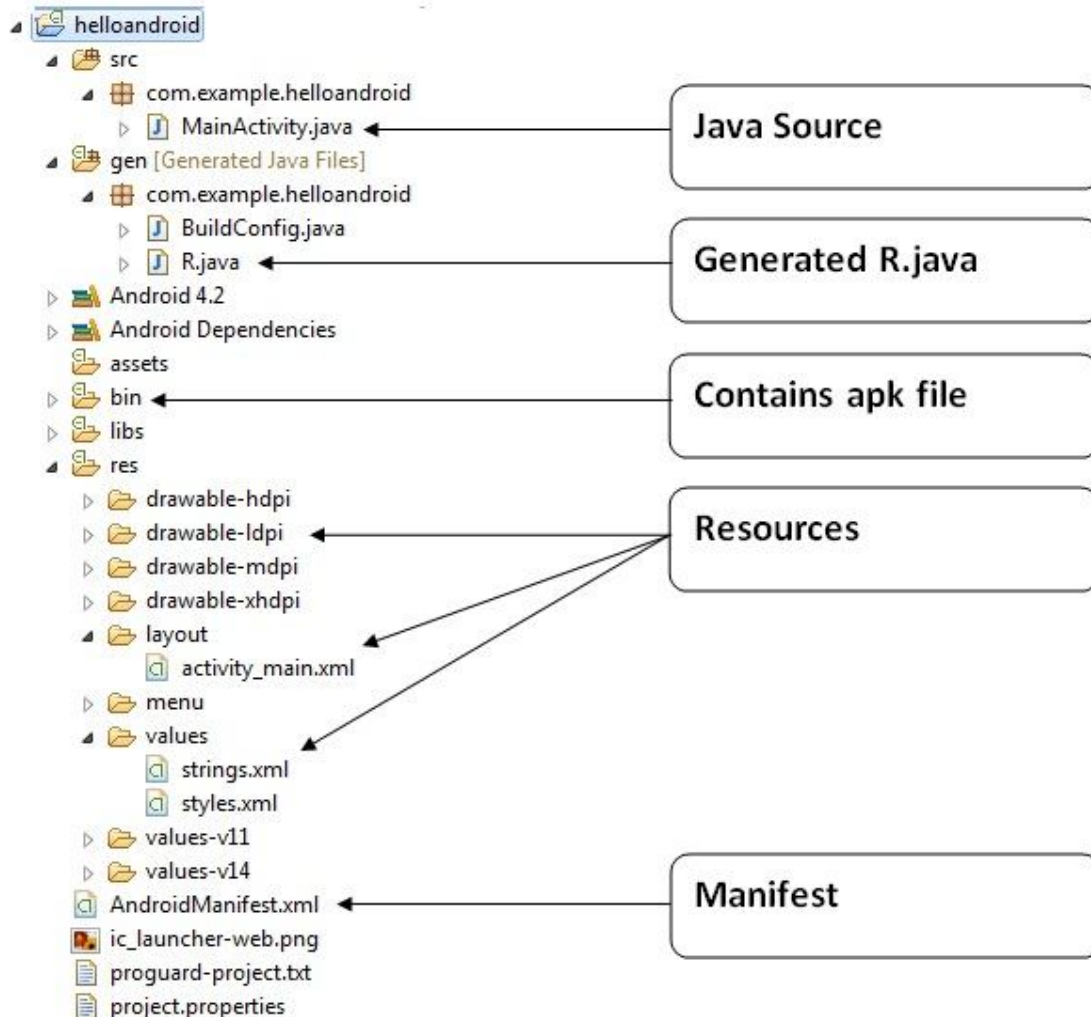 helloandroid
src
com.example.helloandroid
MainActivity.java
Java Source
gen [Generated Java Files]
com.example.helloandroid
BuildConfig.java
R.java
Generated R.java
Android 4.2
Android Dependencies
assets
bin
Contains apk file
libs
res
drawable-hdpi
drawable-ldpi
Resources
drawable-mdpi
drawable-xhdpi
layout
activity_main.xml
menu
values
strings.xml
styles.xml
values-v11
values-v14
AndroidManifest.xml
Manifest
ic_launcher-web.png
proguard-project.txt
project.properties